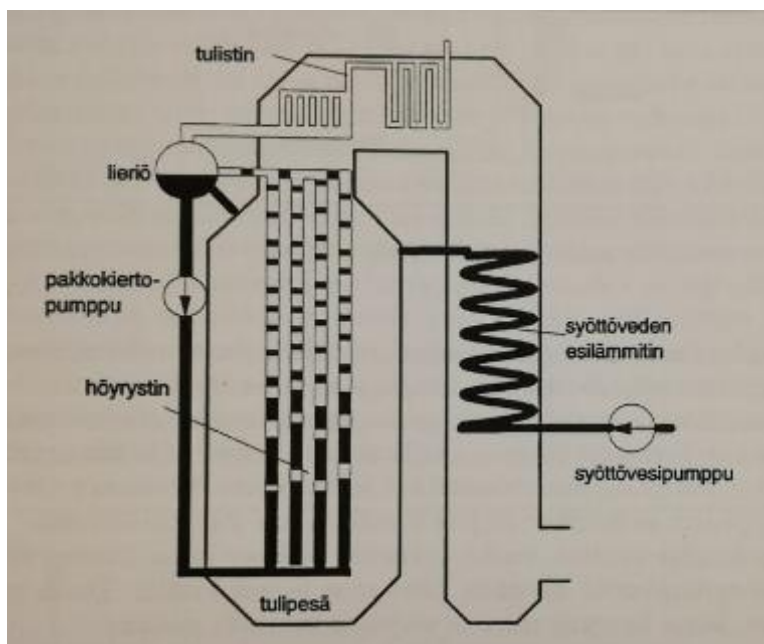 tulistin
lieriö
pakkokierto-
pumppu
syöttöveden
esilämmitin
höyrystin
syöttövesipumppu
tulipesä